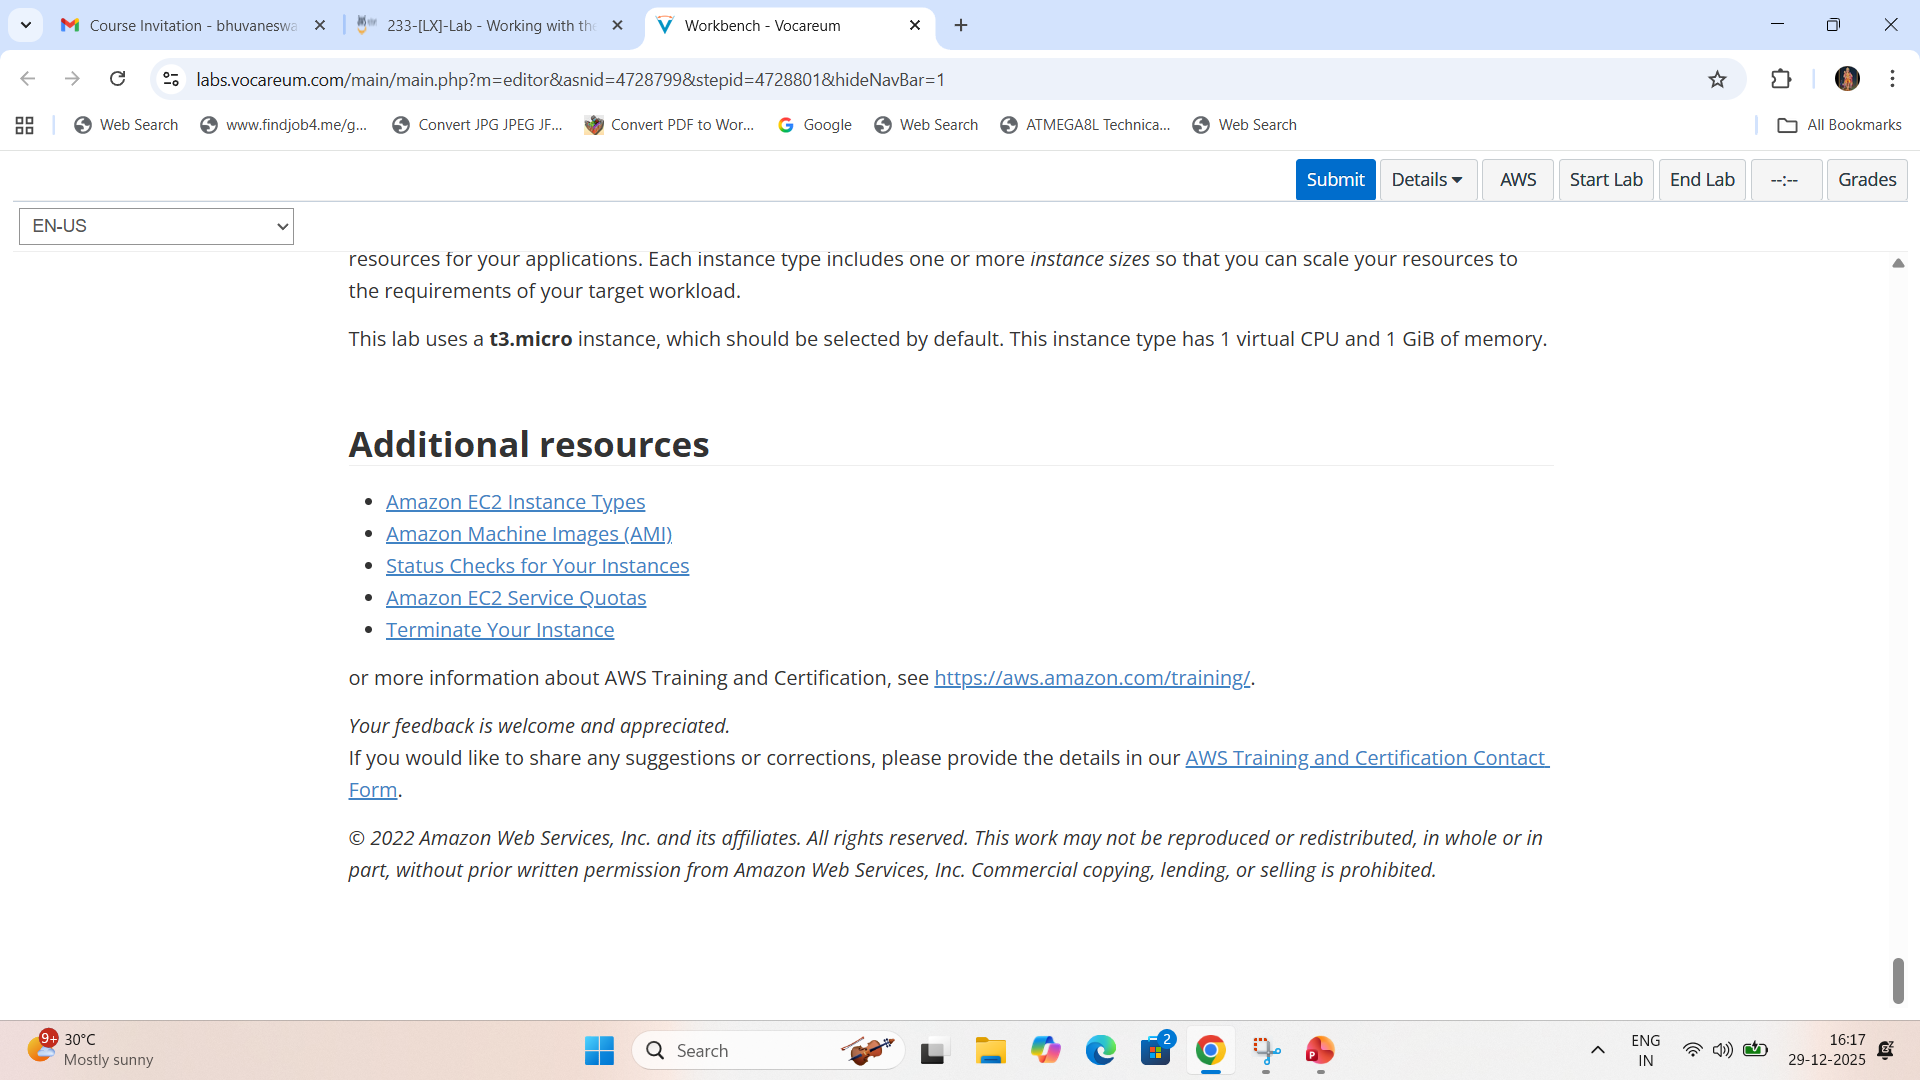 Course Invitation - bhuvaneswa
233-[LX]-Lab - Working with the
Workbench - Vocareum
labs.vocareum.com/main/main.php?m=editor&asnid=4728799&stepid=4728801&hideNavBar=1
Web Search
www.findjob4.me/g...
Convert JPG JPEG JF...
Convert PDF to Wor...
Google
Web Search
ATMEGA8L Technica...
Web Search
All Bookmarks
Submit
Details
AWS
Start Lab
End Lab
--:--
Grades
EN-US
resources for your applications. Each instance type includes one or more instance sizes so that you can scale your resources to
the requirements of your target workload.
This lab uses a t3.micro instance, which should be selected by default. This instance type has 1 virtual CPU and 1 GiB of memory.
Additional resources
Amazon EC2 Instance Types
Amazon Machine Images (AMI)
Status Checks for Your Instances
Amazon EC2 Service Quotas
Terminate Your Instance
or more information about AWS Training and Certification, see https://aws.amazon.com/training/.
Your feedback is welcome and appreciated.
If you would like to share any suggestions or corrections, please provide the details in our AWS Training and Certification Contact
Form.
© 2022 Amazon Web Services, Inc. and its affiliates. All rights reserved. This work may not be reproduced or redistributed, in whole or in
part, without prior written permission from Amazon Web Services, Inc. Commercial copying, lending, or selling is prohibited.
9+
30°C
Mostly sunny
Search
2
P
ENG
IN
16:17
29-12-2025